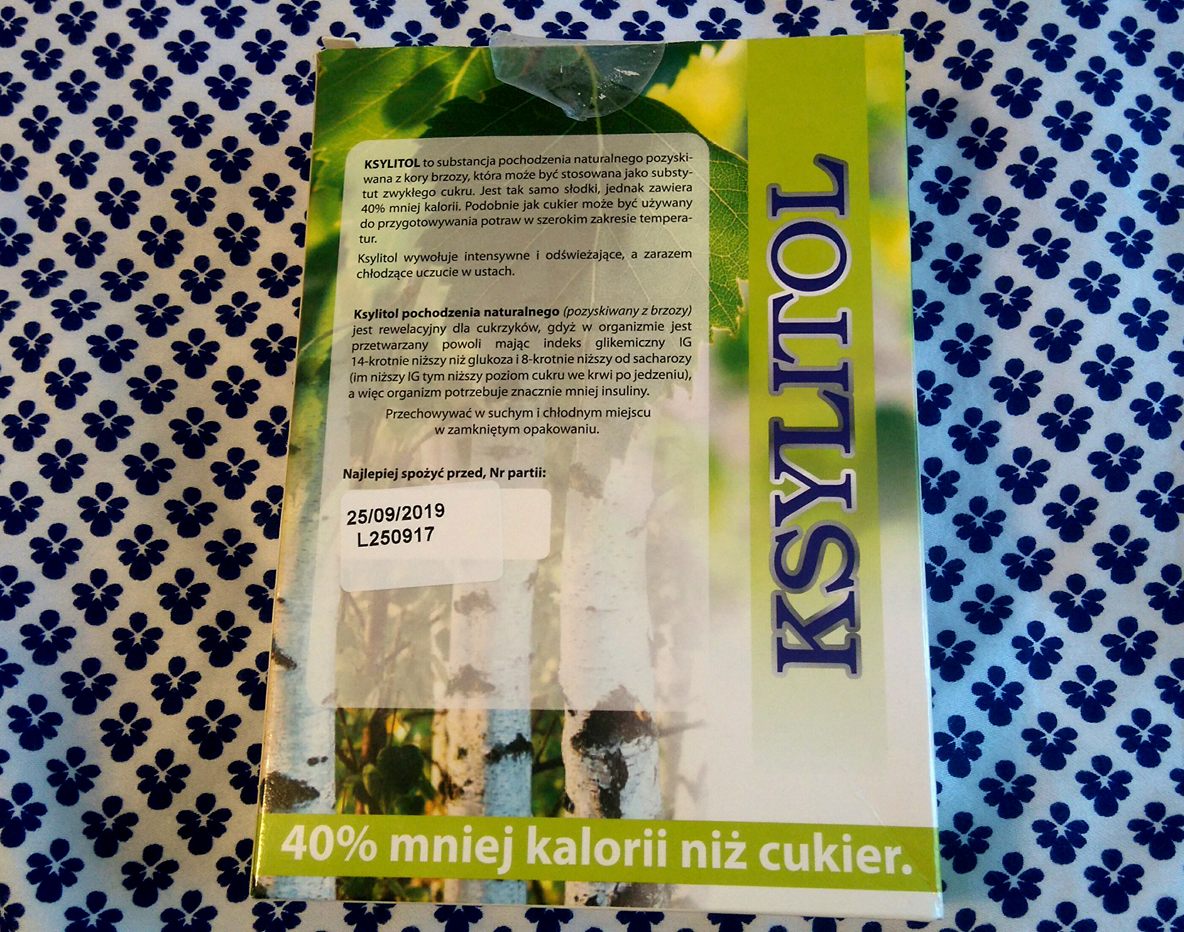 KSYLITOL to substancja pochodzenia naturalnego pozyski-
wana z kory brzozy, która może być stosowana jako substy-
tut zwykłego cukru. Jest tak samo słodki, jednak zawiera
40% mniej kalorii. Podobnie jak cukier może być używany
do przygotowywania potraw w szerokim zakresie tempera-
tur.
Ksylitol wywołuje intensywne i odświeżające, a zarazem
chłodzące uczucie w ustach.
Ksylitol pochodzenia naturalnego (pozyskiwany z brzozy)
jest rewelacyjny dla cukrzyków, gdyż w organizmie jest
przetwarzany powoli mając indeks glikemiczny IG
14-krotnie niższy niż glukoza i 8-krotnie niższy od sacharozy
(im niższy IG tym niższy poziom cukru we krwi po jedzeniu),
a więc organizm potrzebuje znacznie mniej insuliny.
Przechowywać w suchym i chłodnym miejscu
w zamkniętym opakowaniu.
Najlepiej spożyć przed, Nr partii:
25/09/2019
L250917
KSYLITOL
40% mniej kalorii niż cukier.